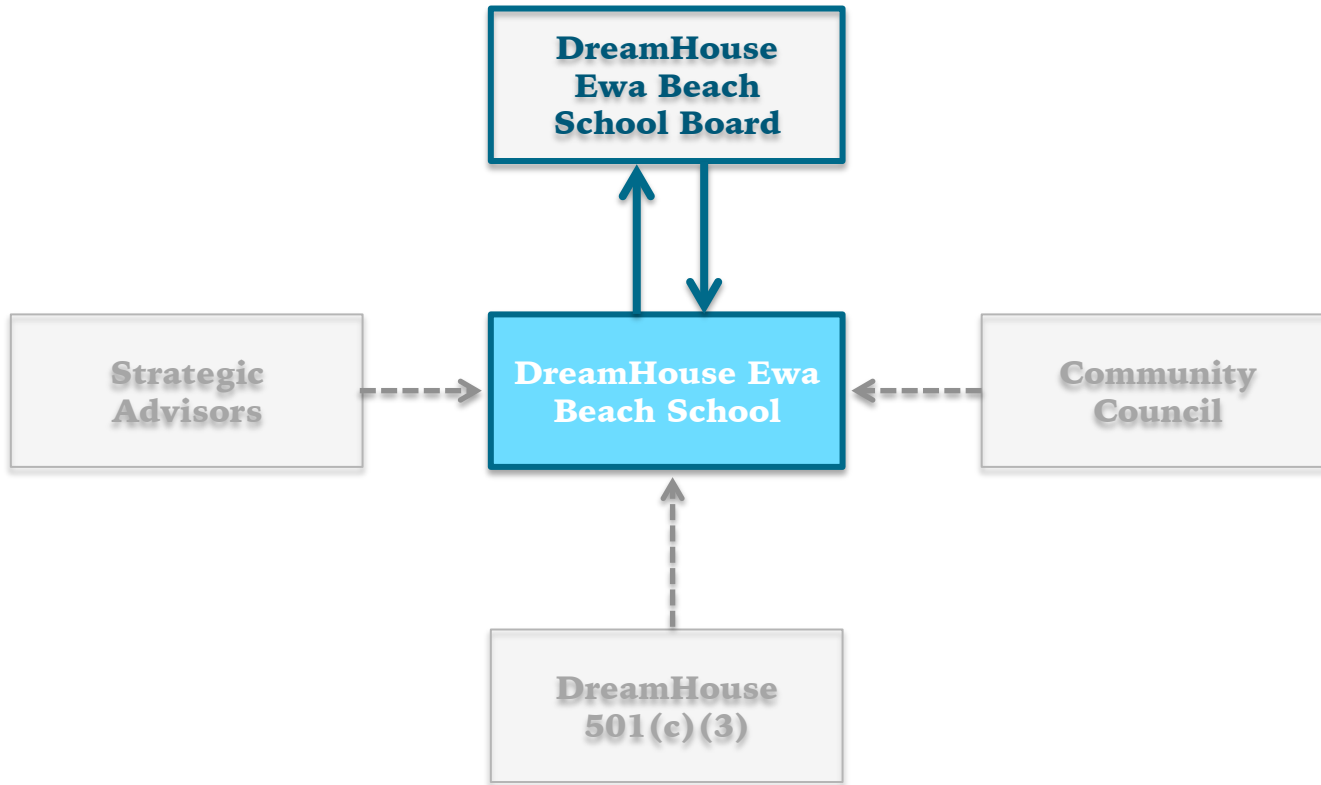 DreamHouse
Ewa Beach
School Board
Strategic
Advisors
DreamHouse Ewa
Beach School
Community
Council
DreamHouse
501(c)(3)